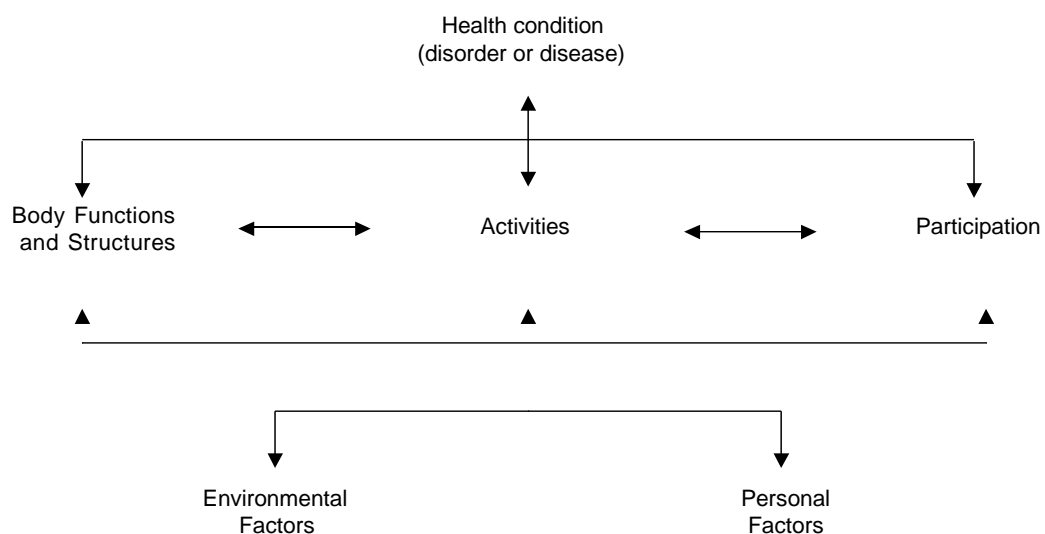 Health condition
(disorder or disease)
Body Functions
and Structures
Activities
Participation
Environmental
Factors
Personal
Factors